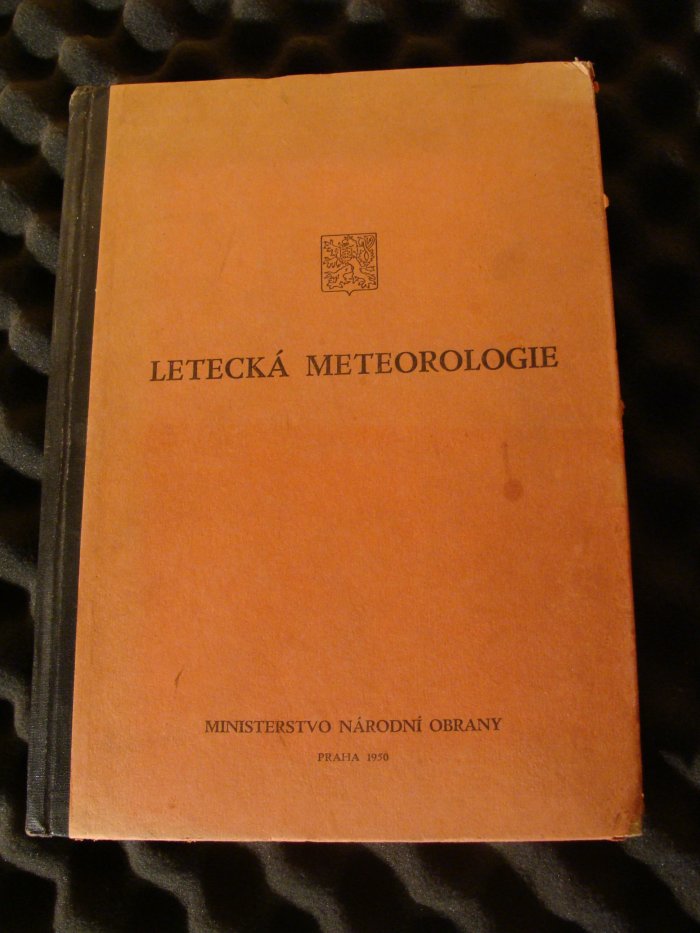 LETECKÁ METEOROLOGIE
MINISTERSTVO NÁRODNÍ OBRANY
PRAHA 1950